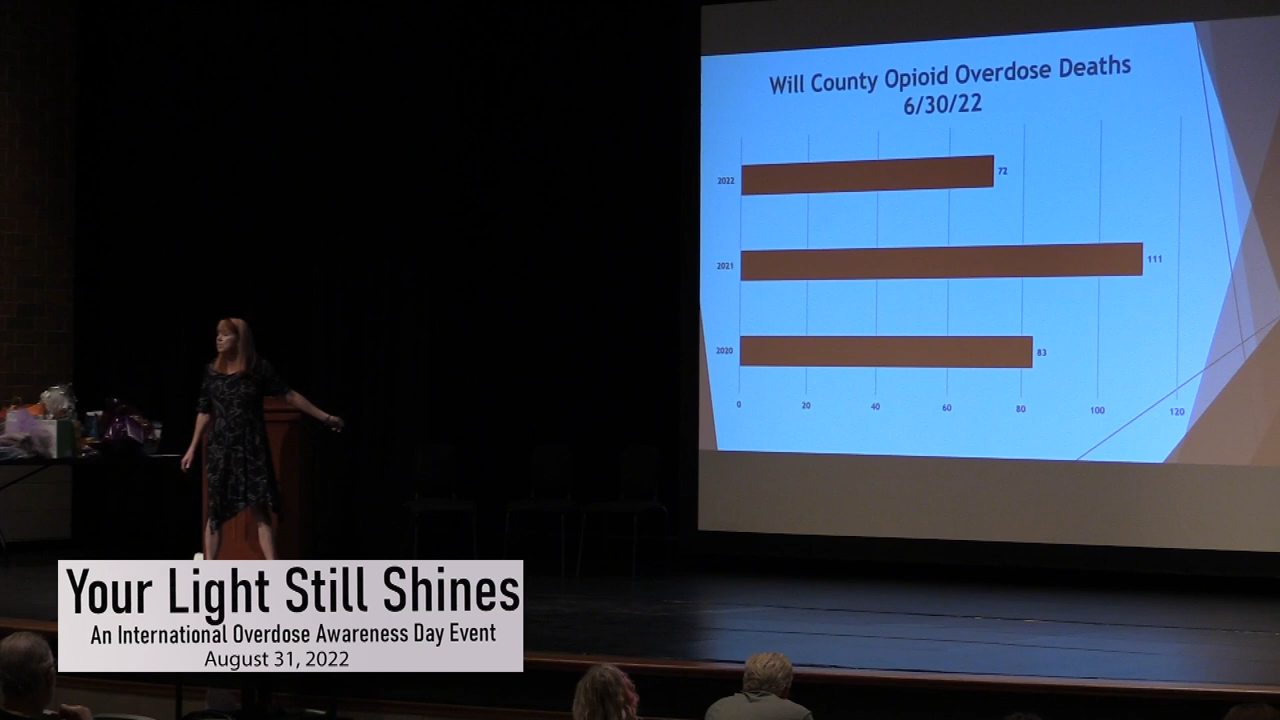 Will County Opioid Overdose Deaths
6/30/22
2022
72
2021
111
2020
83
0 20 40 60 80 100 120
Your Light Still Shines
An International Overdose Awareness Day Event
August 31, 2022